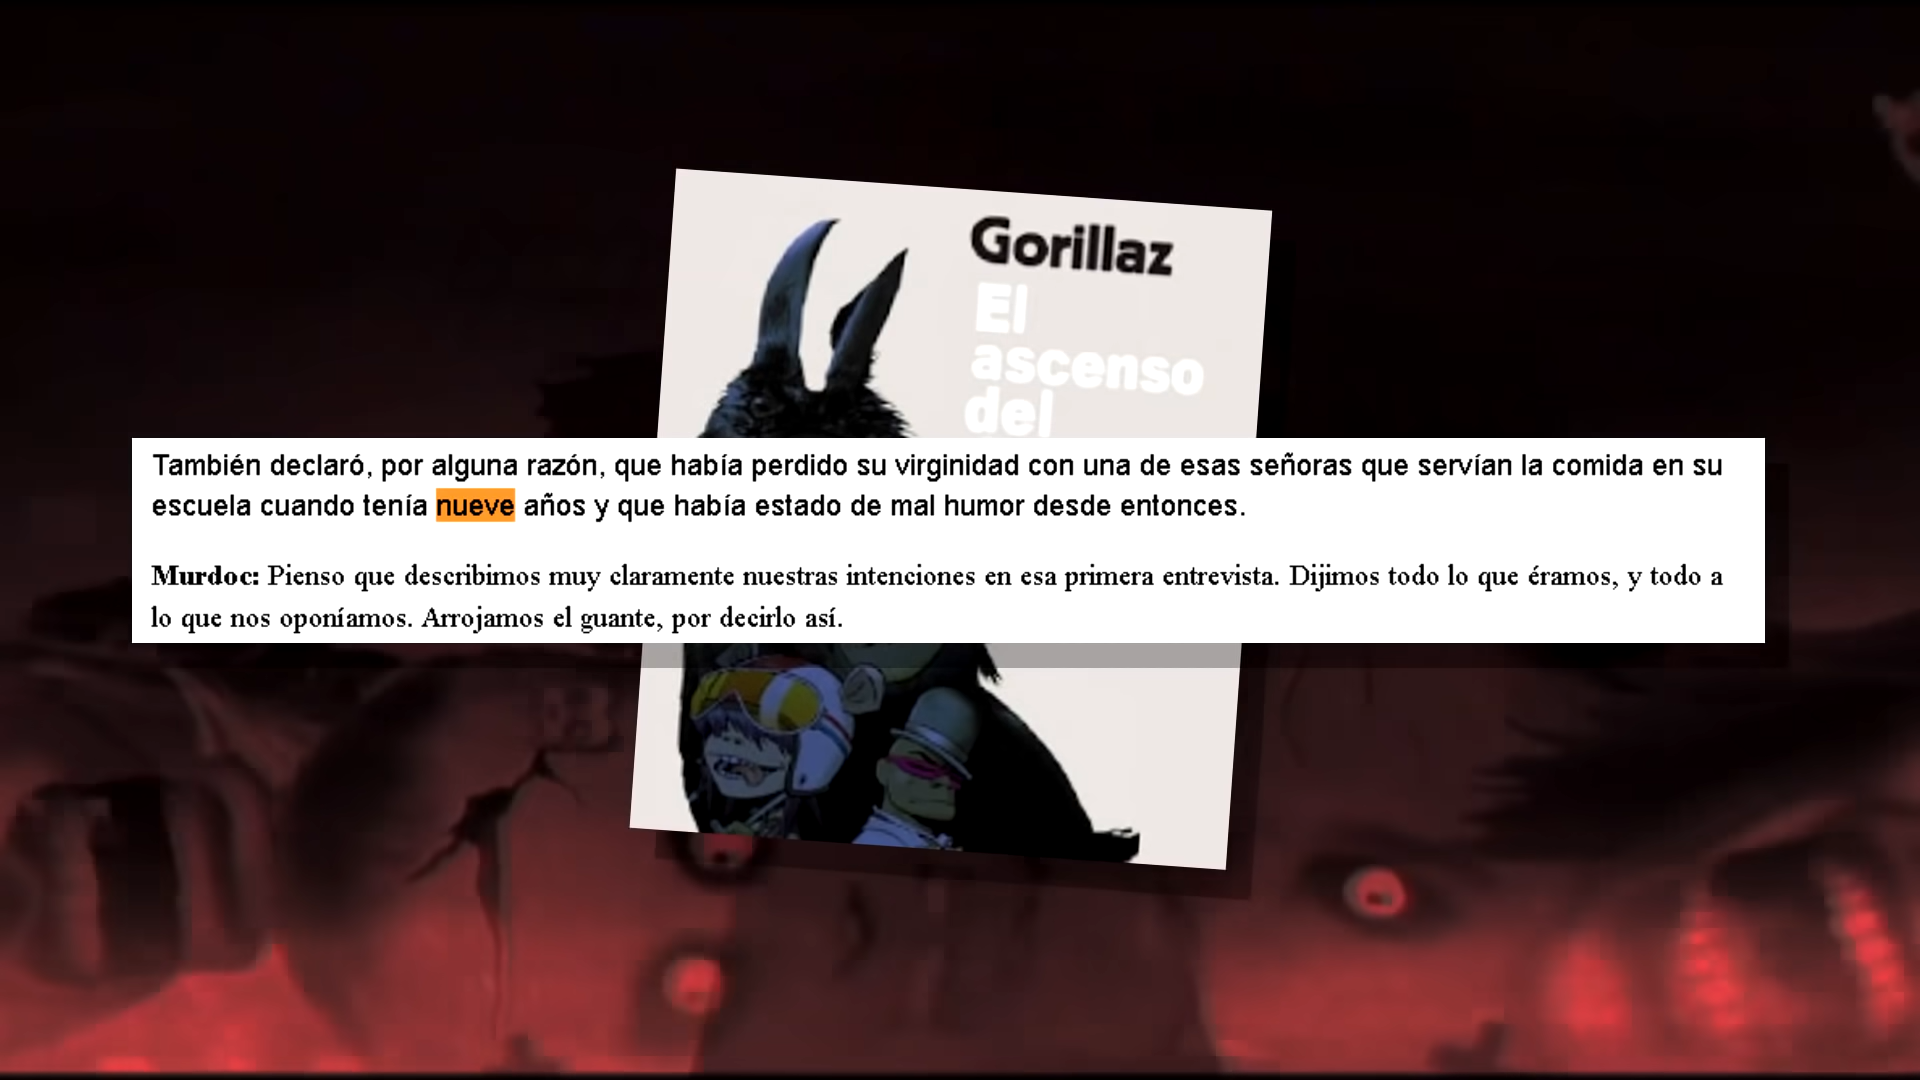 Gorillaz
El
ascenso
del
También declaró, por alguna razón, que había perdido su virginidad con una de esas señoras que servían la comida en su
escuela cuando tenía nueve años y que había estado de mal humor desde entonces.
Murdoc: Pienso que describimos muy claramente nuestras intenciones en esa primera entrevista. Dijimos todo lo que éramos, y todo a
lo que nos oponíamos. Arrojamos el guante, por decirlo así.